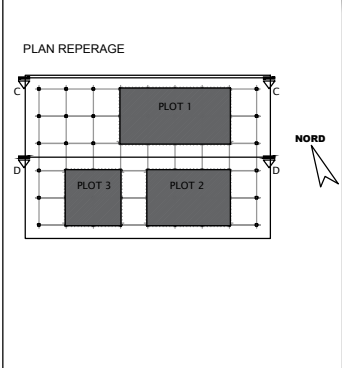 PLAN REPERAGE
C C
PLOT 1
NORD
D D
PLOT 3 PLOT 2